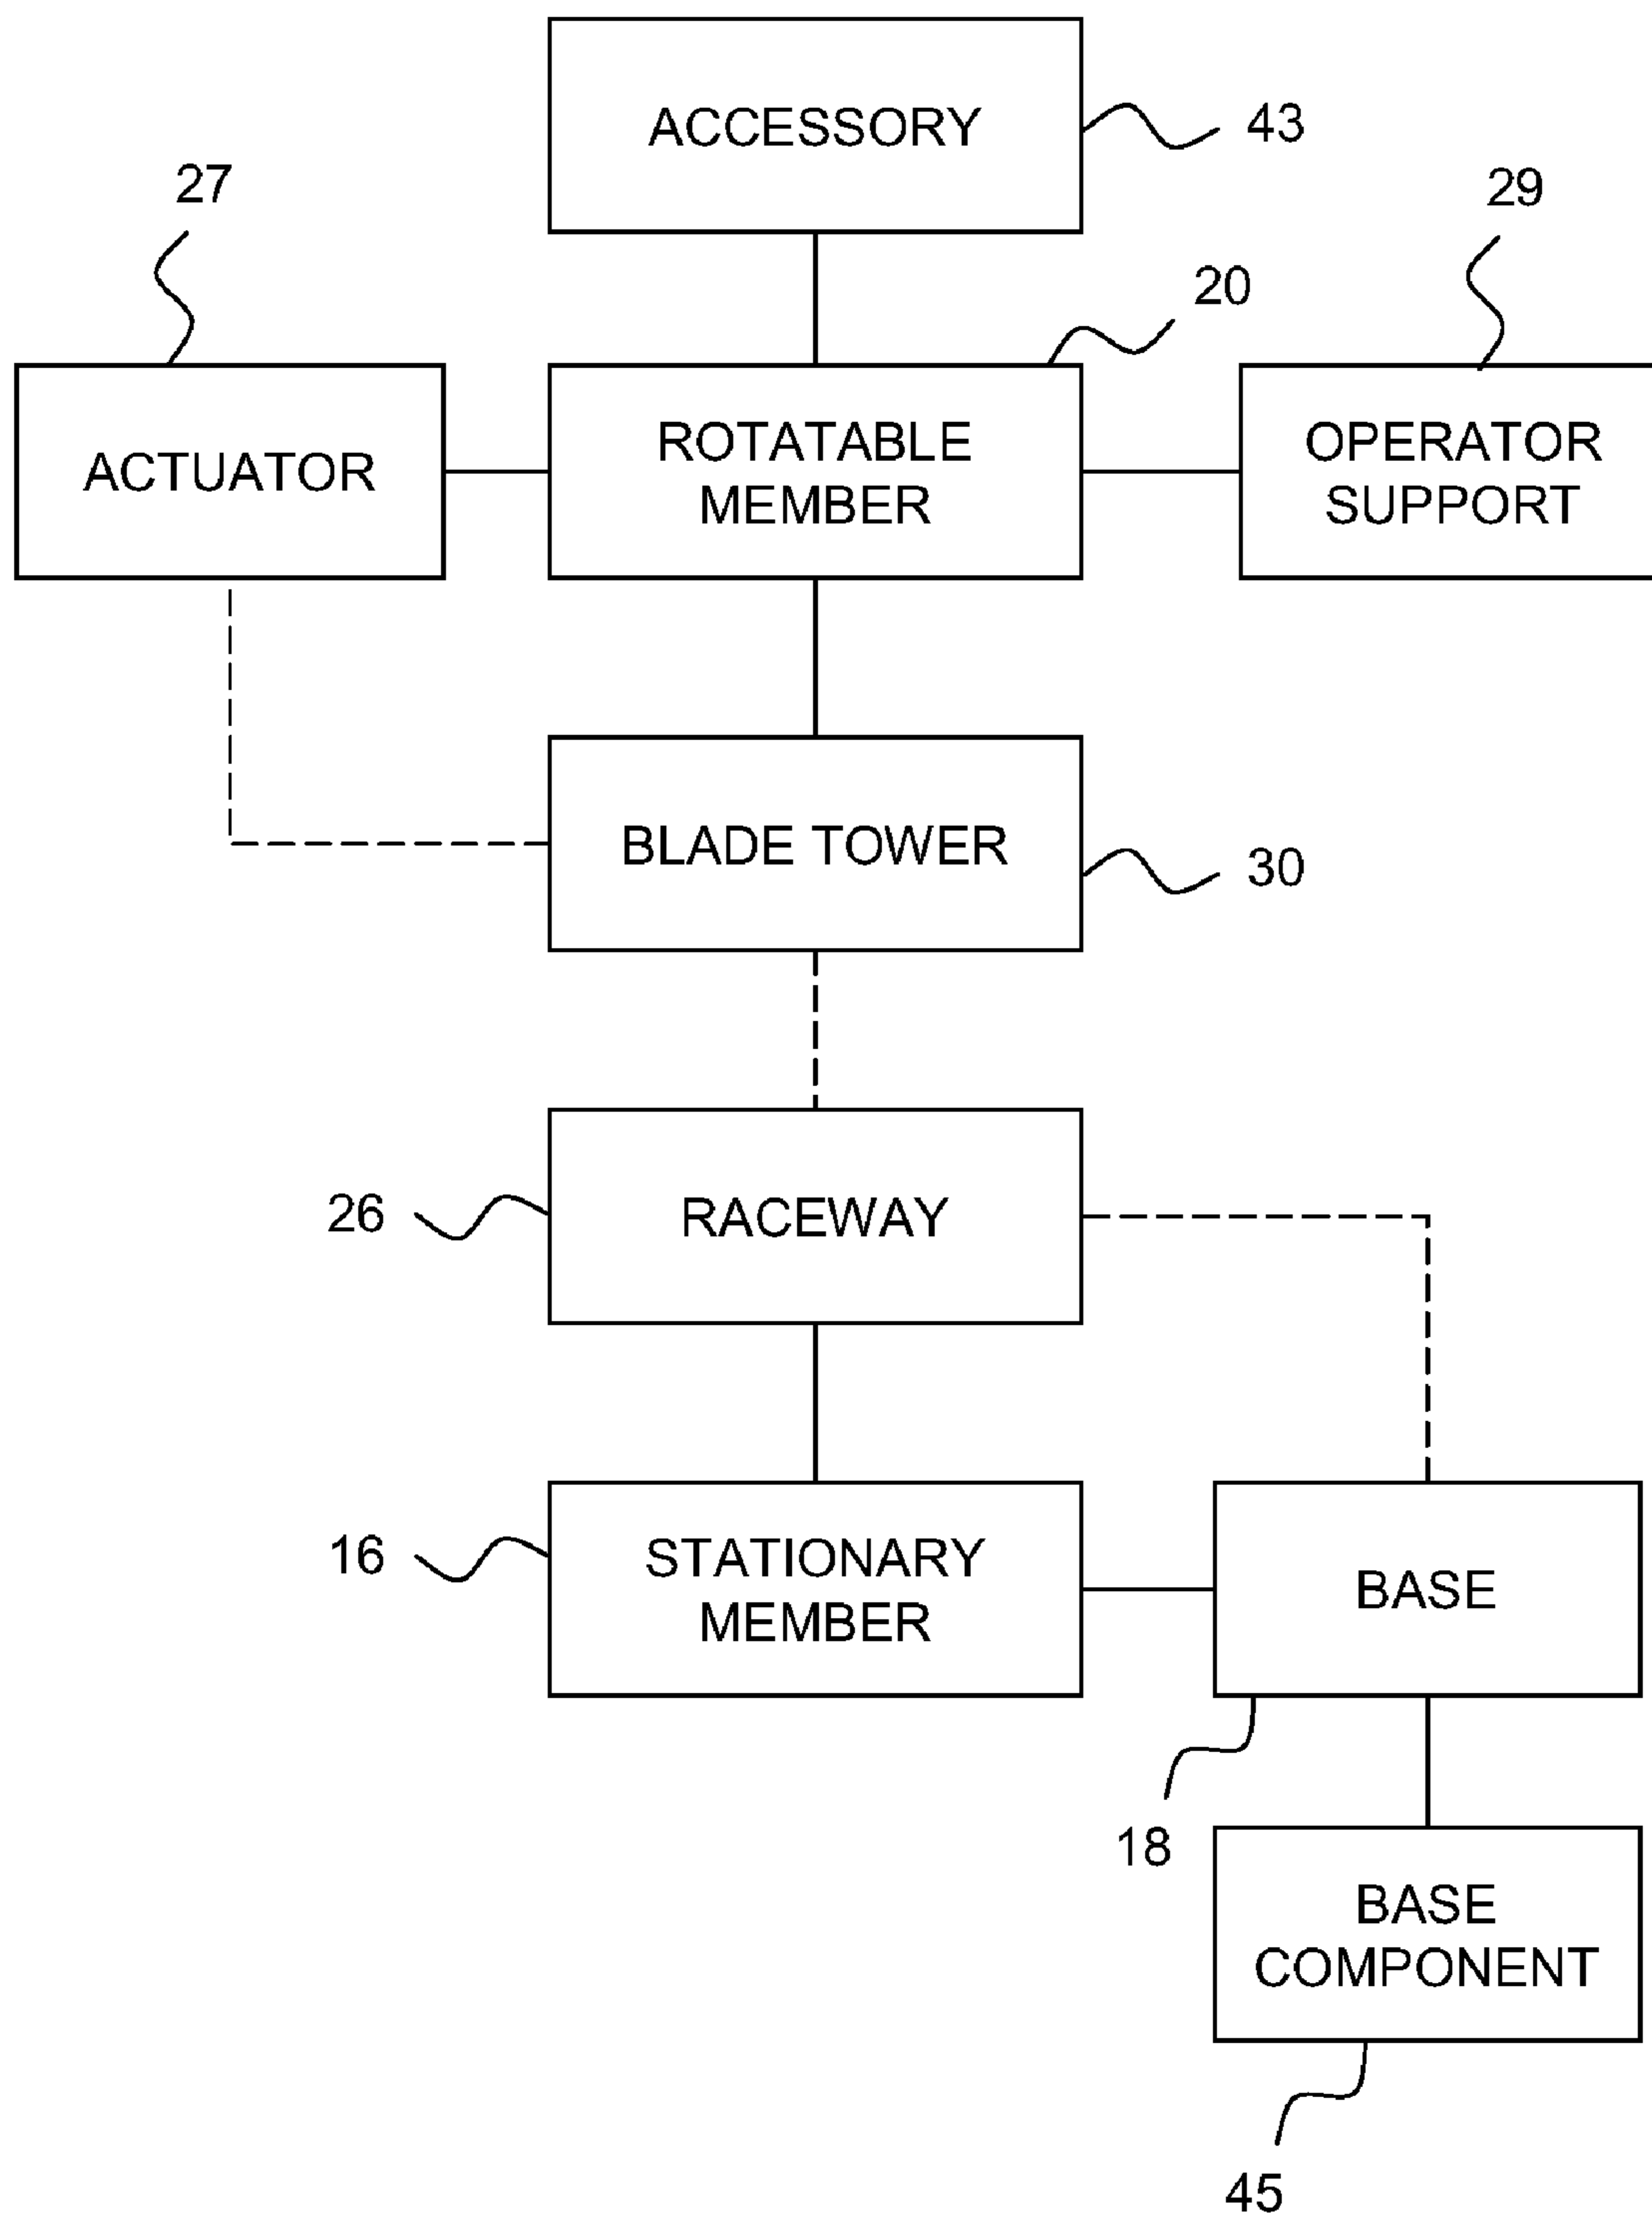 ACCESSORY
43
27
29
20
ACTUATOR
ROTATABLE
MEMBER
OPERATOR
SUPPORT
BLADE TOWER
30
26
RACEWAY
16
STATIONARY
MEMBER
BASE
18
BASE
COMPONENT
45